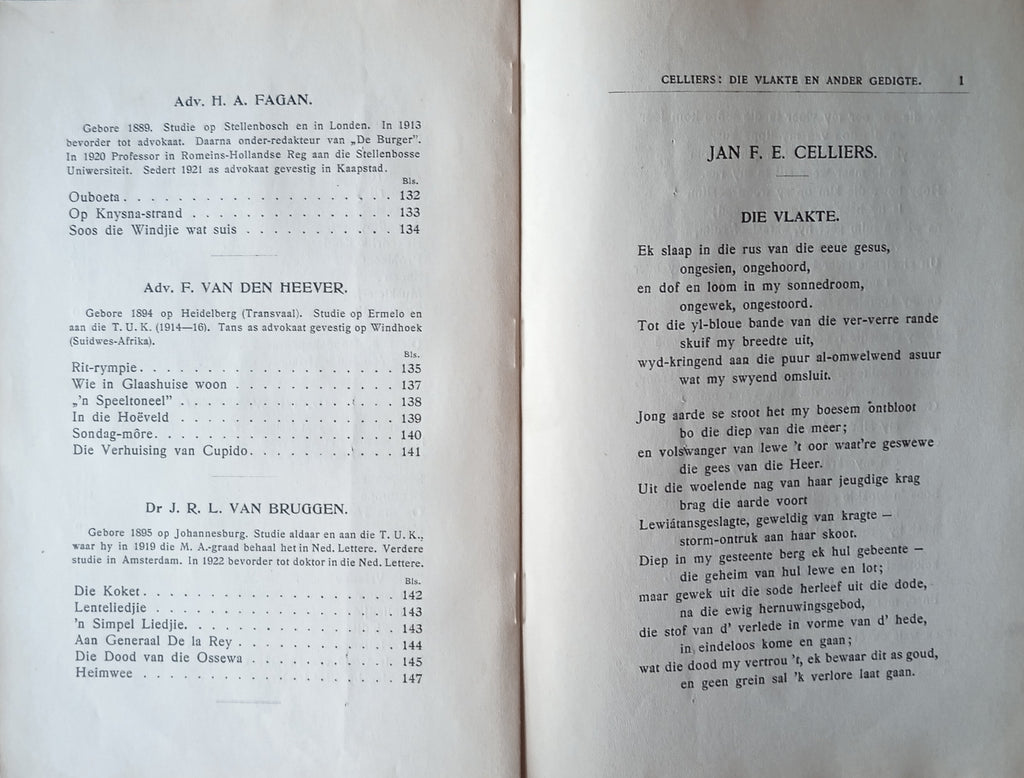 Adv. H. A. FAGAN.
Gebore 1889. Studie op Stellenbosch en in Londen. In 1913
bevorder tot advokaat. Daarna onder-redakteur van „De Burger".
In 1920 Professor in Romeins-Hollandse Reg aan die Stellenbosse
Uniwersiteit. Sedert 1921 as advokaat gevestig in Kaapstad.
Bls.
Ouboeta . . . . . . . . . . . . . . . . . . 132
Op Knysna-strand . . . . . . . . . . . . . 133
Soos die Windjie wat suis . . . . . . . . . . . 134
Adv. F. VAN DEN HEEVER.
Gebore 1894 op Heidelberg (Transvaal). Studie op Ermelo en
aan die T. U. K. (1914—16). Tans as advokaat gevestig op Windhoek
(Suidwes-Afrika).
Bls.
Rit-rympie . . . . . . . . . . . . . . . . . 135
Wie in Glaashuise woon . . . . . . . . . . . 137
„'n Speeltoneel" . . . . . . . . . . . . . . 138
In die Hoëveld . . . . . . . . . . . . . . 139
Sondag-môre. . . . . . . . . . . . . . . . 140
Die Verhuising van Cupido . . . . . . . . . . 141
Dr J. R. L. VAN BRUGGEN.
Gebore 1895 op Johannesburg. Studie aldaar en aan die T. U. K.,
waar hy in 1919 die M. A.-graad behaal het in Ned. Lettere. Verdere
studie in Amsterdam. In 1922 bevorder tot doktor in die Ned. Lettere.
Bls.
Die Koket . . . . . . . . . . . . . . . . . 142
Lenteliedjie . . . . . . . . . . . . . . . . 143
'n Simpel Liedjie. . . . . . . . . . . . . . 143
Aan Generaal De la Rey . . . . . . . . . . . 144
Die Dood van die Ossewa . . . . . . . . . . 145
Heimwee . . . . . . . . . . . . . . . . . 147
CELLIERS: DIE VLAKTE EN ANDER GEDIGTE. 1
JAN F. E. CELLIERS.
DIE VLAKTE.
Ek slaap in die rus van die eeue gesus,
ongesien, ongehoord,
en dof en loom in my sonnedroom,
ongewek, ongestoord.
Tot die yl-bloue bande van die ver-verre rande
skuif my breedte uit,
wyd-kringend aan die puur al-omwelwend asuur
wat my swyend omsluit.
Jong aarde se stoot het my boesem ontbloot
bo die diep van die meer;
en volswanger van lewe 't oor waat're geswewe
die gees van die Heer.
Uit die woelende nag van haar jeugdige krag
brag die aarde voort
Lewiátansgeslagte, geweldig van kragte —
storm-ontruk aan haar skoot.
Diep in my gesteente berg ek hul gebeente —
die geheim van hul lewe en lot;
maar gewek uit die sode herleef uit die dode,
na die ewig hernuwingsgebod,
die stof van d' verlede in vorme van d' hede,
in eindeloos kome en gaan;
wat die dood my vertrou 't, ek bewaar dit as goud,
en geen grein sal 'k verlore laat gaan.